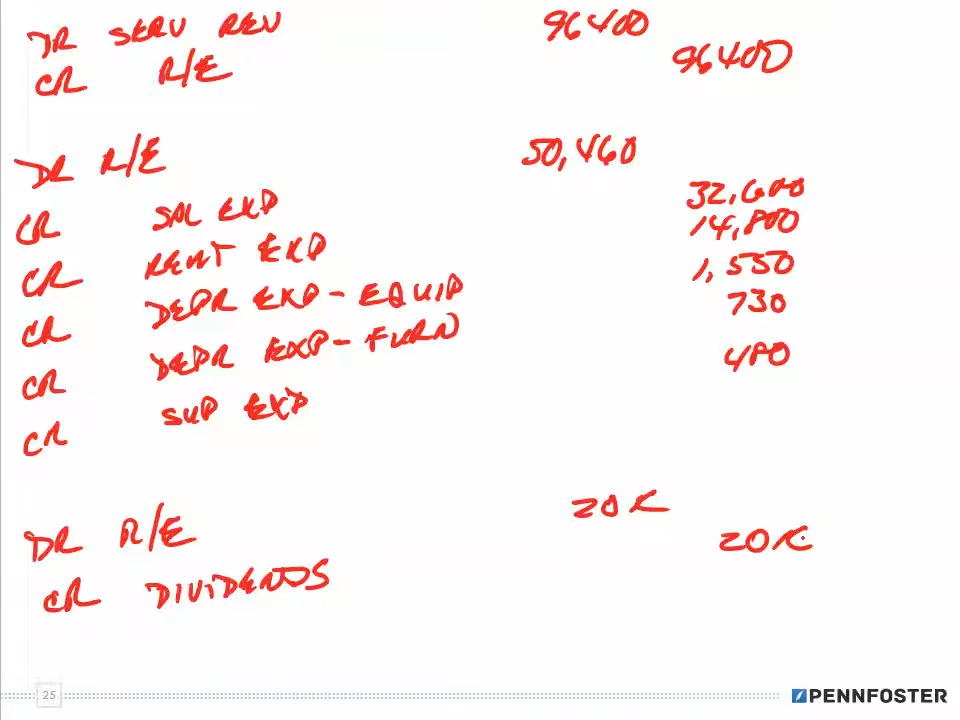 DR SERV REV 96400
CR R/E 96400
DR R/E 50,460
CR SAL EXP 32,600
CR RENT EXP 14,800
CR DEPR EXP-EQUIP 1,550
CR DEPR EXP-FURN 730
CR SUP EXP 480
DR R/E 20K
CR DIVIDENDS 20K
25
PENNFOSTER